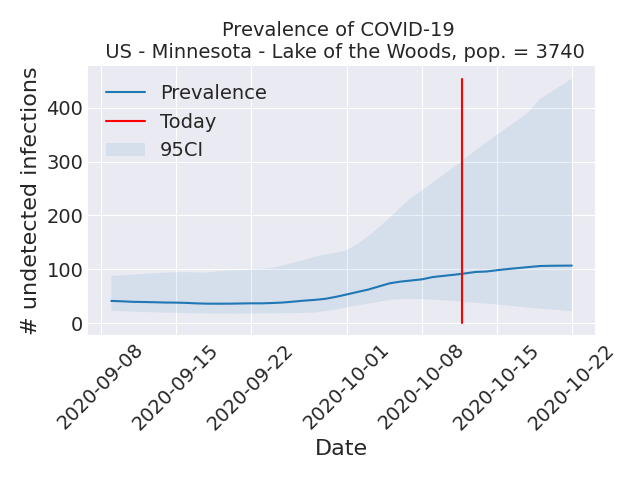 Prevalence of COVID-19
US - Minnesota - Lake of the Woods, pop. = 3740
# undetected infections
400
300
200
100
0
Prevalence
Today
95CI
2020-09-08
2020-09-15
2020-09-22
2020-10-01
2020-10-08
2020-10-15
2020-10-22
Date